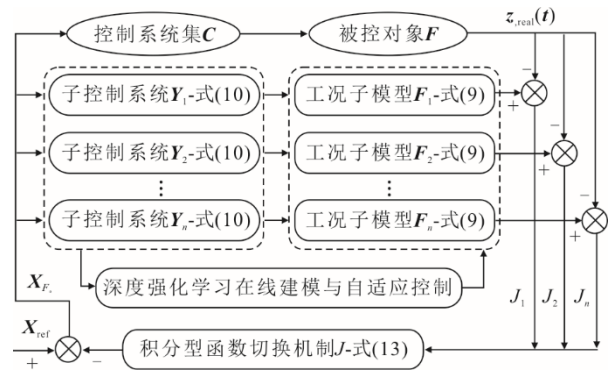 控制系统集C
被控对象F
z,real(t)
子控制系统Y1-式(10)
工况子模型F1-式(9)
子控制系统Y2-式(10)
工况子模型F2-式(9)
⋮
⋮
子控制系统Yn-式(10)
工况子模型Fn-式(9)
深度强化学习在线建模与自适应控制
XF*
J1
J2
Jn
Xref
积分型函数切换机制J-式(13)
− + − + − +
+ −